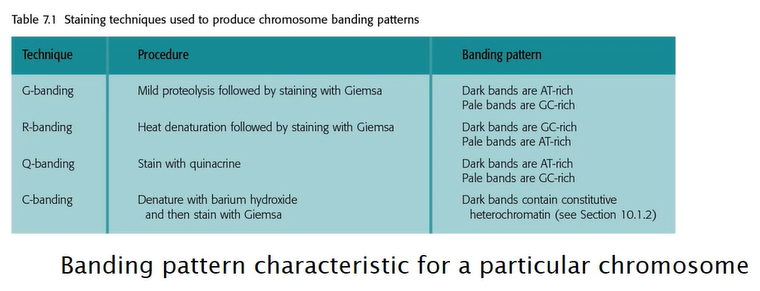 Table 7.1 Staining techniques used to produce chromosome banding patterns
Technique Procedure Banding pattern
G-banding Mild proteolysis followed by staining with Giemsa Dark bands are AT-rich
Pale bands are GC-rich
R-banding Heat denaturation followed by staining with Giemsa Dark bands are GC-rich
Pale bands are AT-rich
Q-banding Stain with quinacrine Dark bands are AT-rich
Pale bands are GC-rich
C-banding Denature with barium hydroxide Dark bands contain constitutive
and then stain with Giemsa heterochromatin (see Section 10.1.2)
Banding pattern characteristic for a particular chromosome